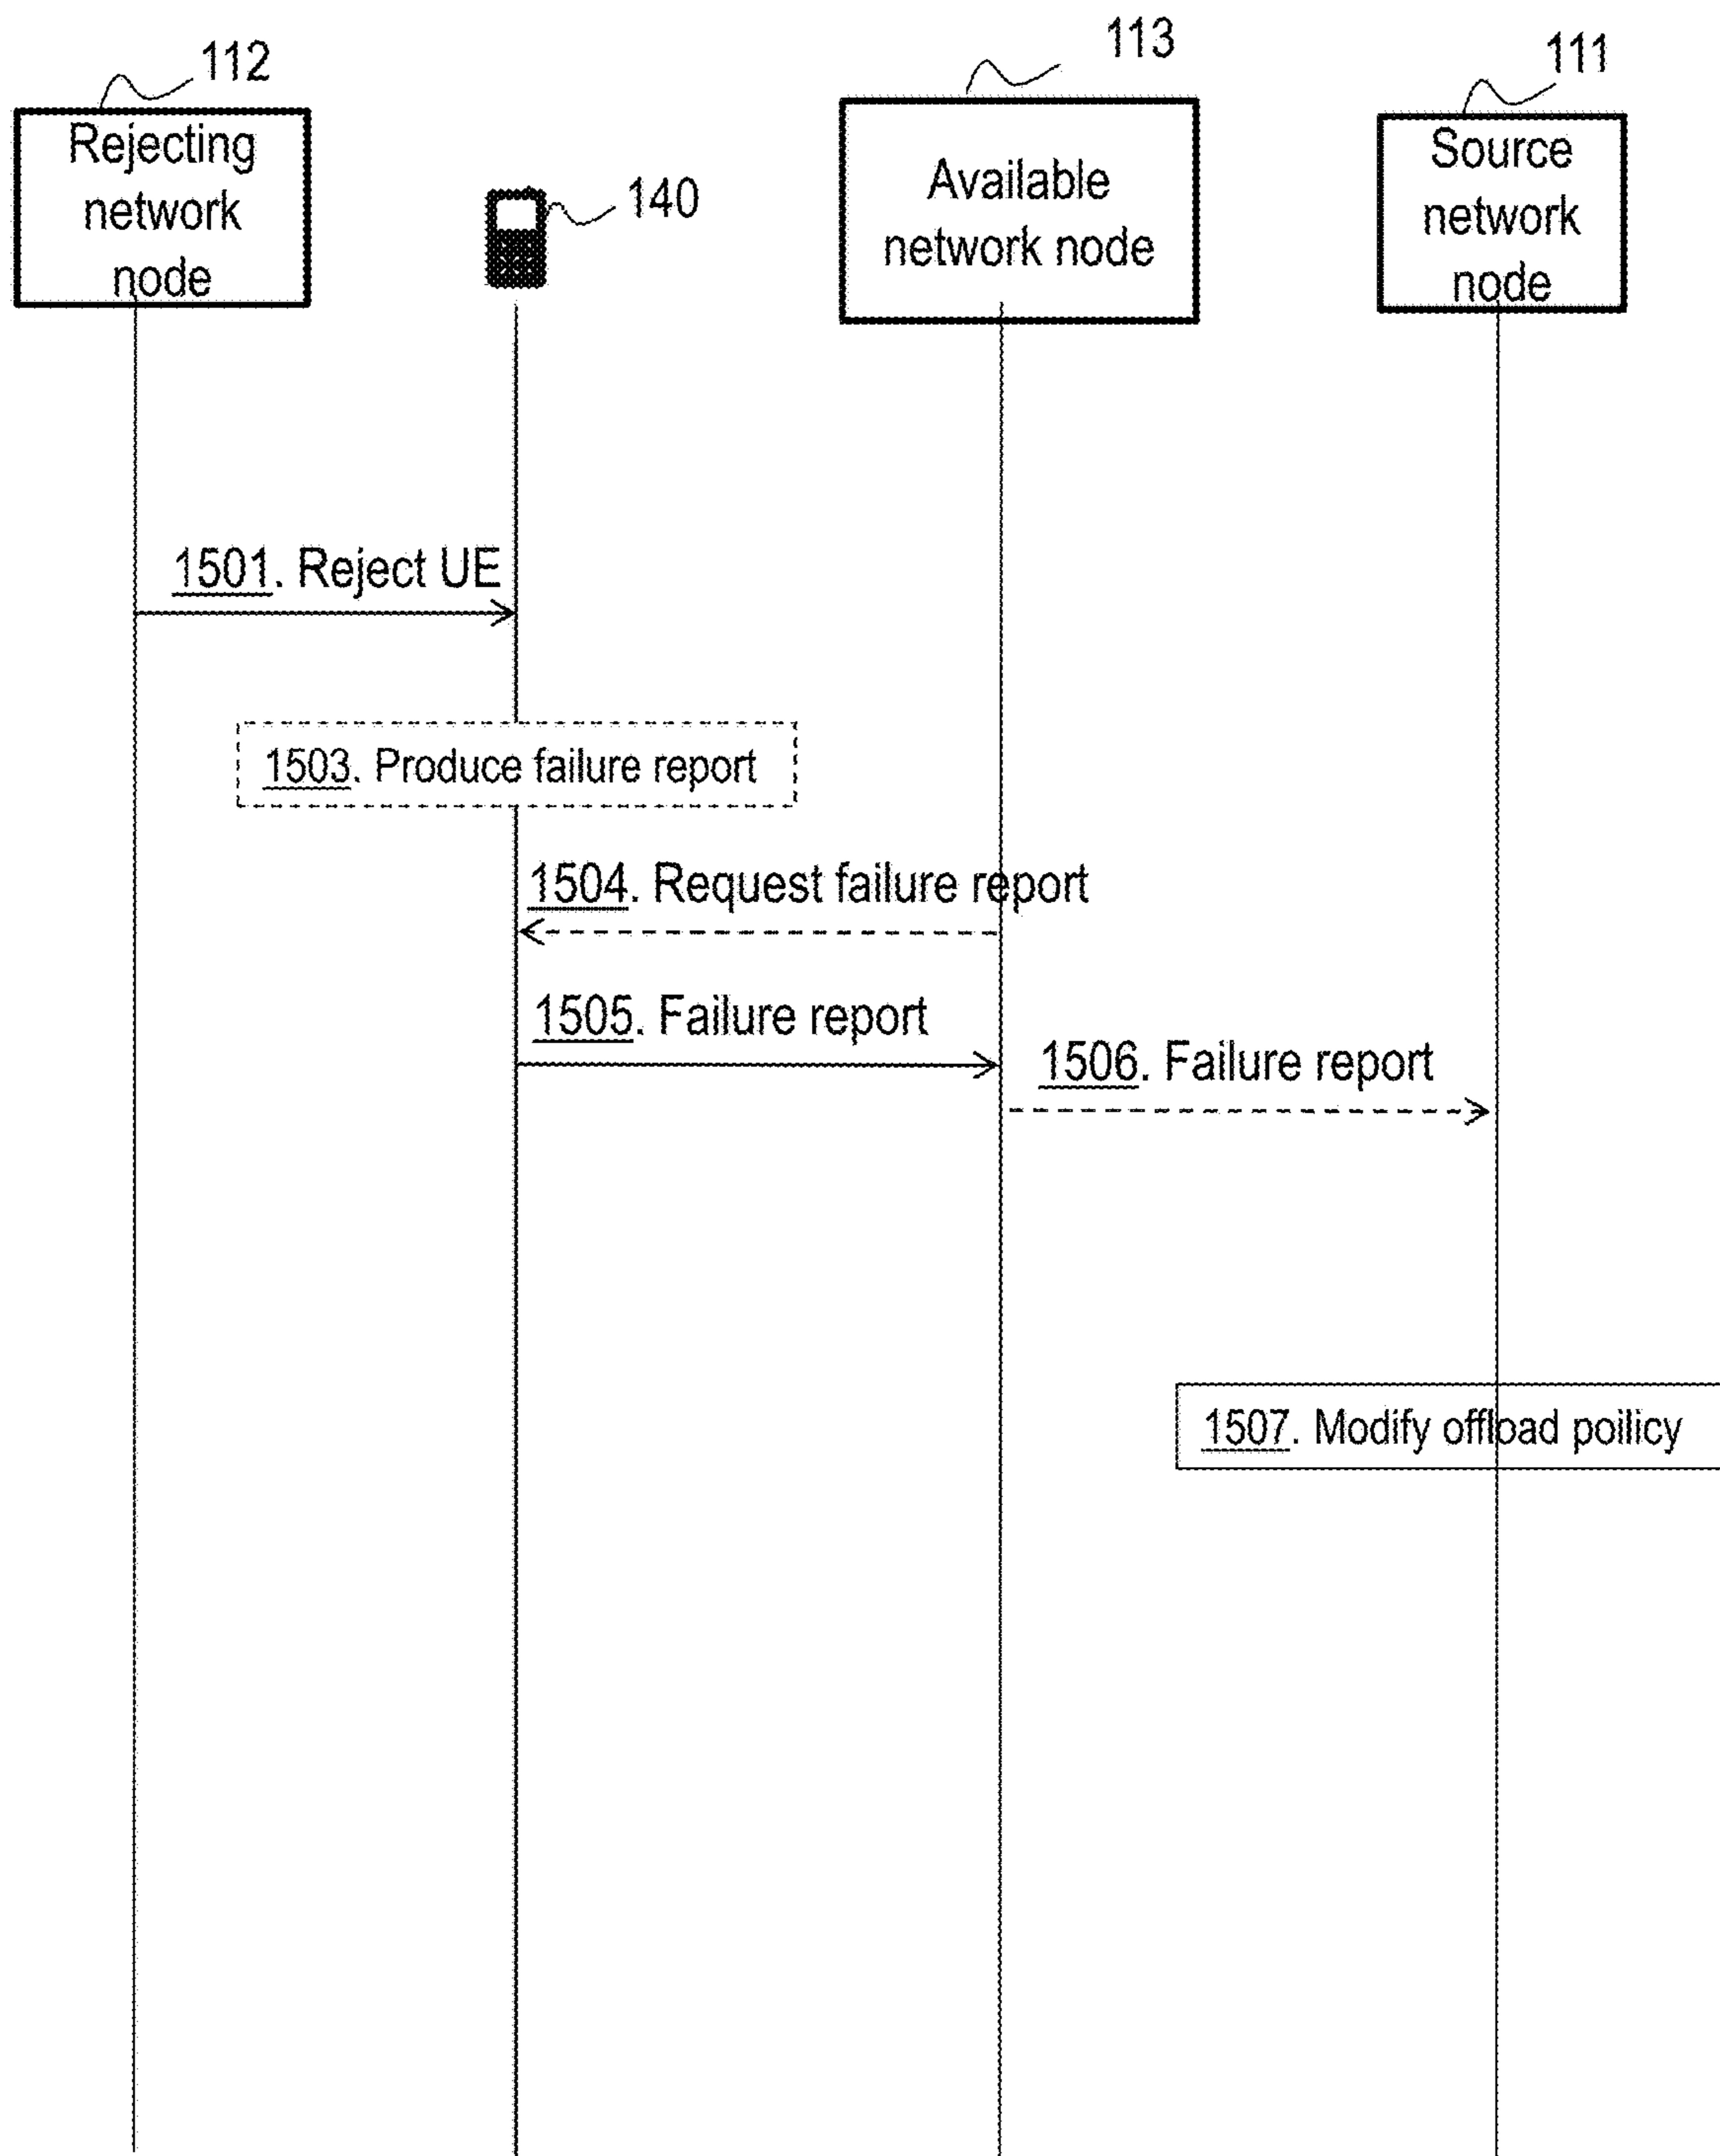 112
113
111
Rejecting
network
node
140
Available
network node
Source
network
node
1501. Reject UE
1503. Produce failure report
1504. Request failure report
1505. Failure report
1506. Failure report
1507. Modify offload poilicy